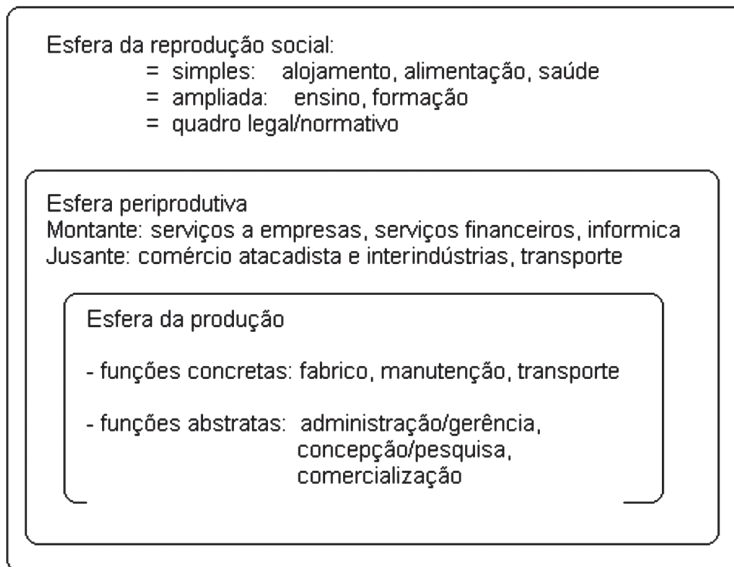 Esfera da reprodução social:
= simples: alojamento, alimentação, saúde
= ampliada: ensino, formação
= quadro legal/normativo
Esfera periprodutiva
Montante: serviços a empresas, serviços financeiros, informica
Jusante: comércio atacadista e interindústrias, transporte
Esfera da produção
- funções concretas: fabrico, manutenção, transporte
- funções abstratas: administração/gerência,
concepção/pesquisa,
comercialização